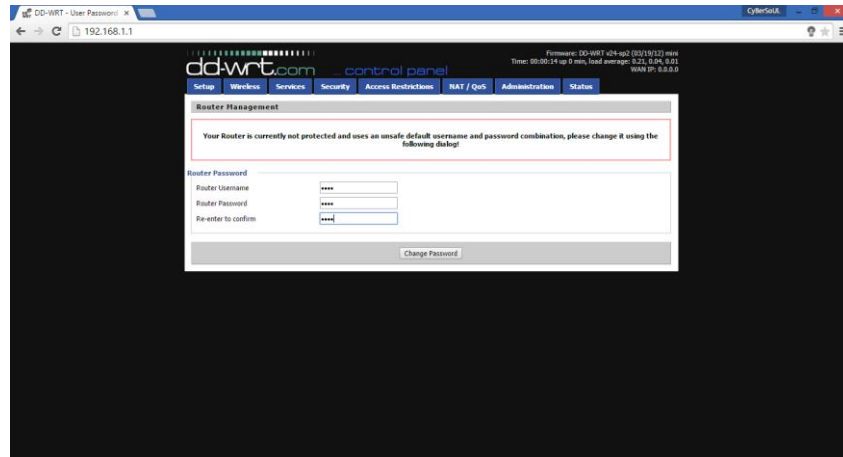 DD-WRT - User Password
CyBerSoUL
192.168.1.1
dd-wrt.com ... control panel
Firmware: DD-WRT v24-sp2 (03/19/12) mini
Time: 00:00:14 up 0 min, load average: 0.21, 0.04, 0.01
WAN IP: 0.0.0.0
Setup Wireless Services Security Access Restrictions NAT / QoS Administration Status
Router Management
Your Router is currently not protected and uses an unsafe default username and password combination, please change it using the
following dialog!
Router Password
Router Username ••••
Router Password ••••
Re-enter to confirm ••••
Change Password